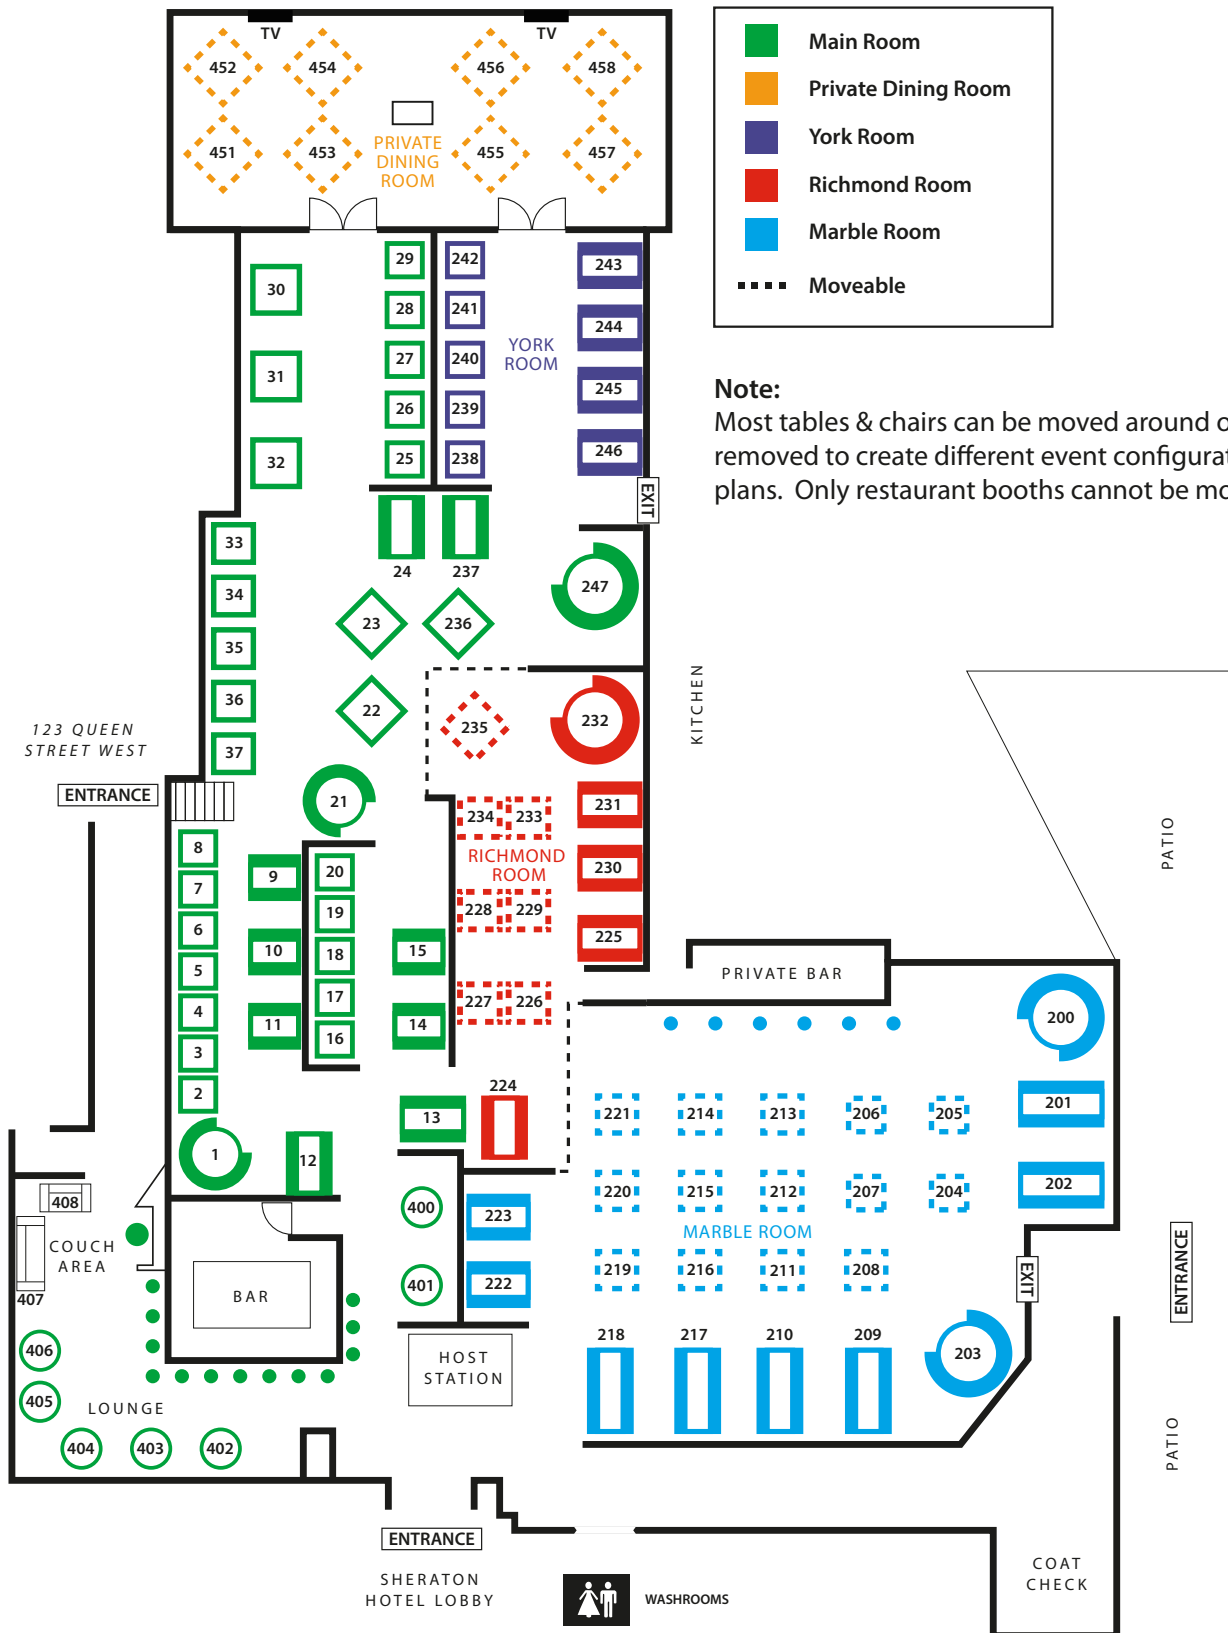 TV
TV
452
454
456
458
451
453
455
457
PRIVATE
DINING
ROOM
Main Room
Private Dining Room
York Room
Richmond Room
Marble Room
Moveable
Note:
Most tables & chairs can be moved around
removed to create different event
plans. Only restaurant booths cannot be
30
31
32
29
28
27
26
25
242
241
240
239
238
YORK
ROOM
243
244
245
246
EXIT
33
34
35
36
37
24
237
247
23
236
22
235
232
KITCHEN
123 QUEEN
STREET WEST
ENTRANCE
21
234
233
231
RICHMOND
ROOM
230
228
229
225
227
226
8
7
6
5
4
3
2
1
9
10
11
12
20
19
18
17
16
15
14
13
224
PATIO
PRIVATE BAR
200
201
202
221
214
213
206
205
220
215
212
207
204
MARBLE ROOM
219
216
211
208
EXIT
ENTRANCE
218
217
210
209
203
223
222
400
401
408
COUCH
AREA
407
BAR
406
405
LOUNGE
404
403
402
HOST
STATION
PATIO
ENTRANCE
SHERATON
HOTEL LOBBY
WASHROOMS
COAT
CHECK